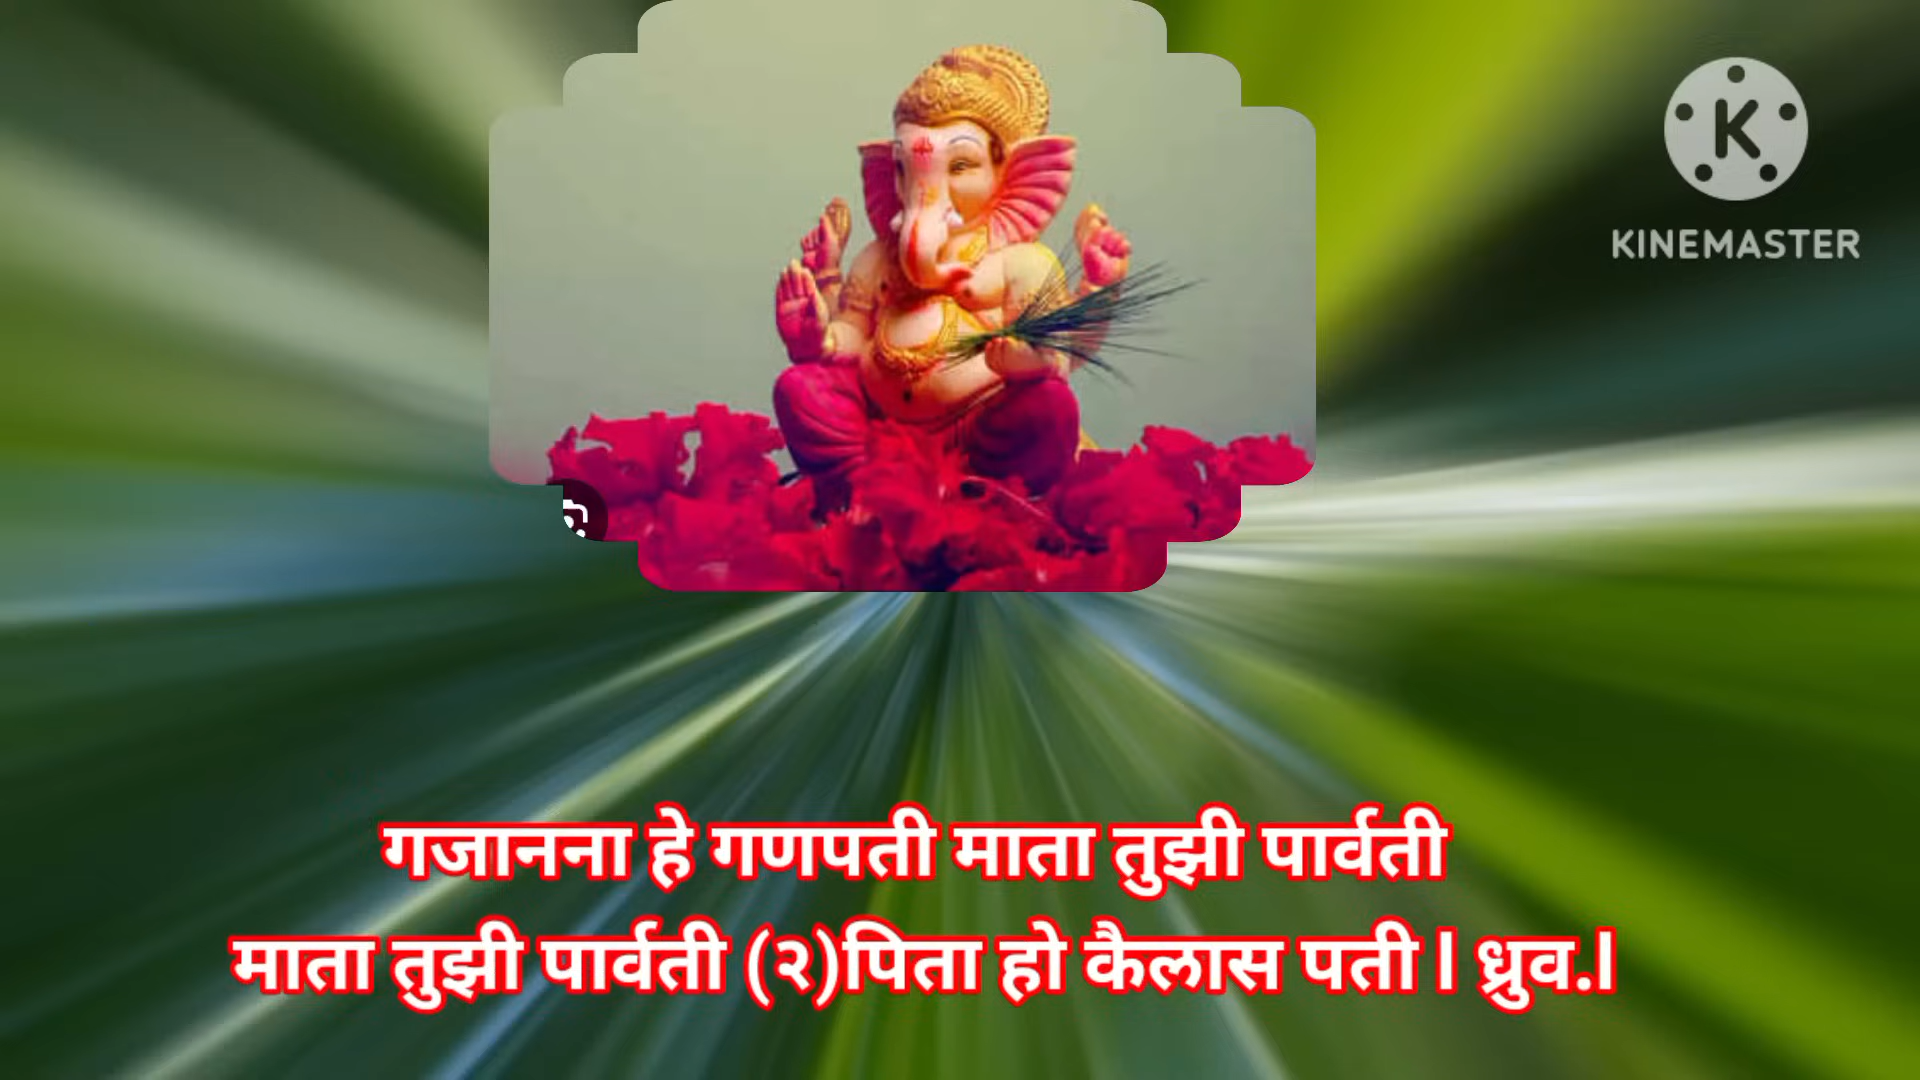 KINEMASTER
गजानना हे गणपती माता तुझी पार्वती
माता तुझी पार्वती (२)पिता हो कैलास पती । ध्रुव.।